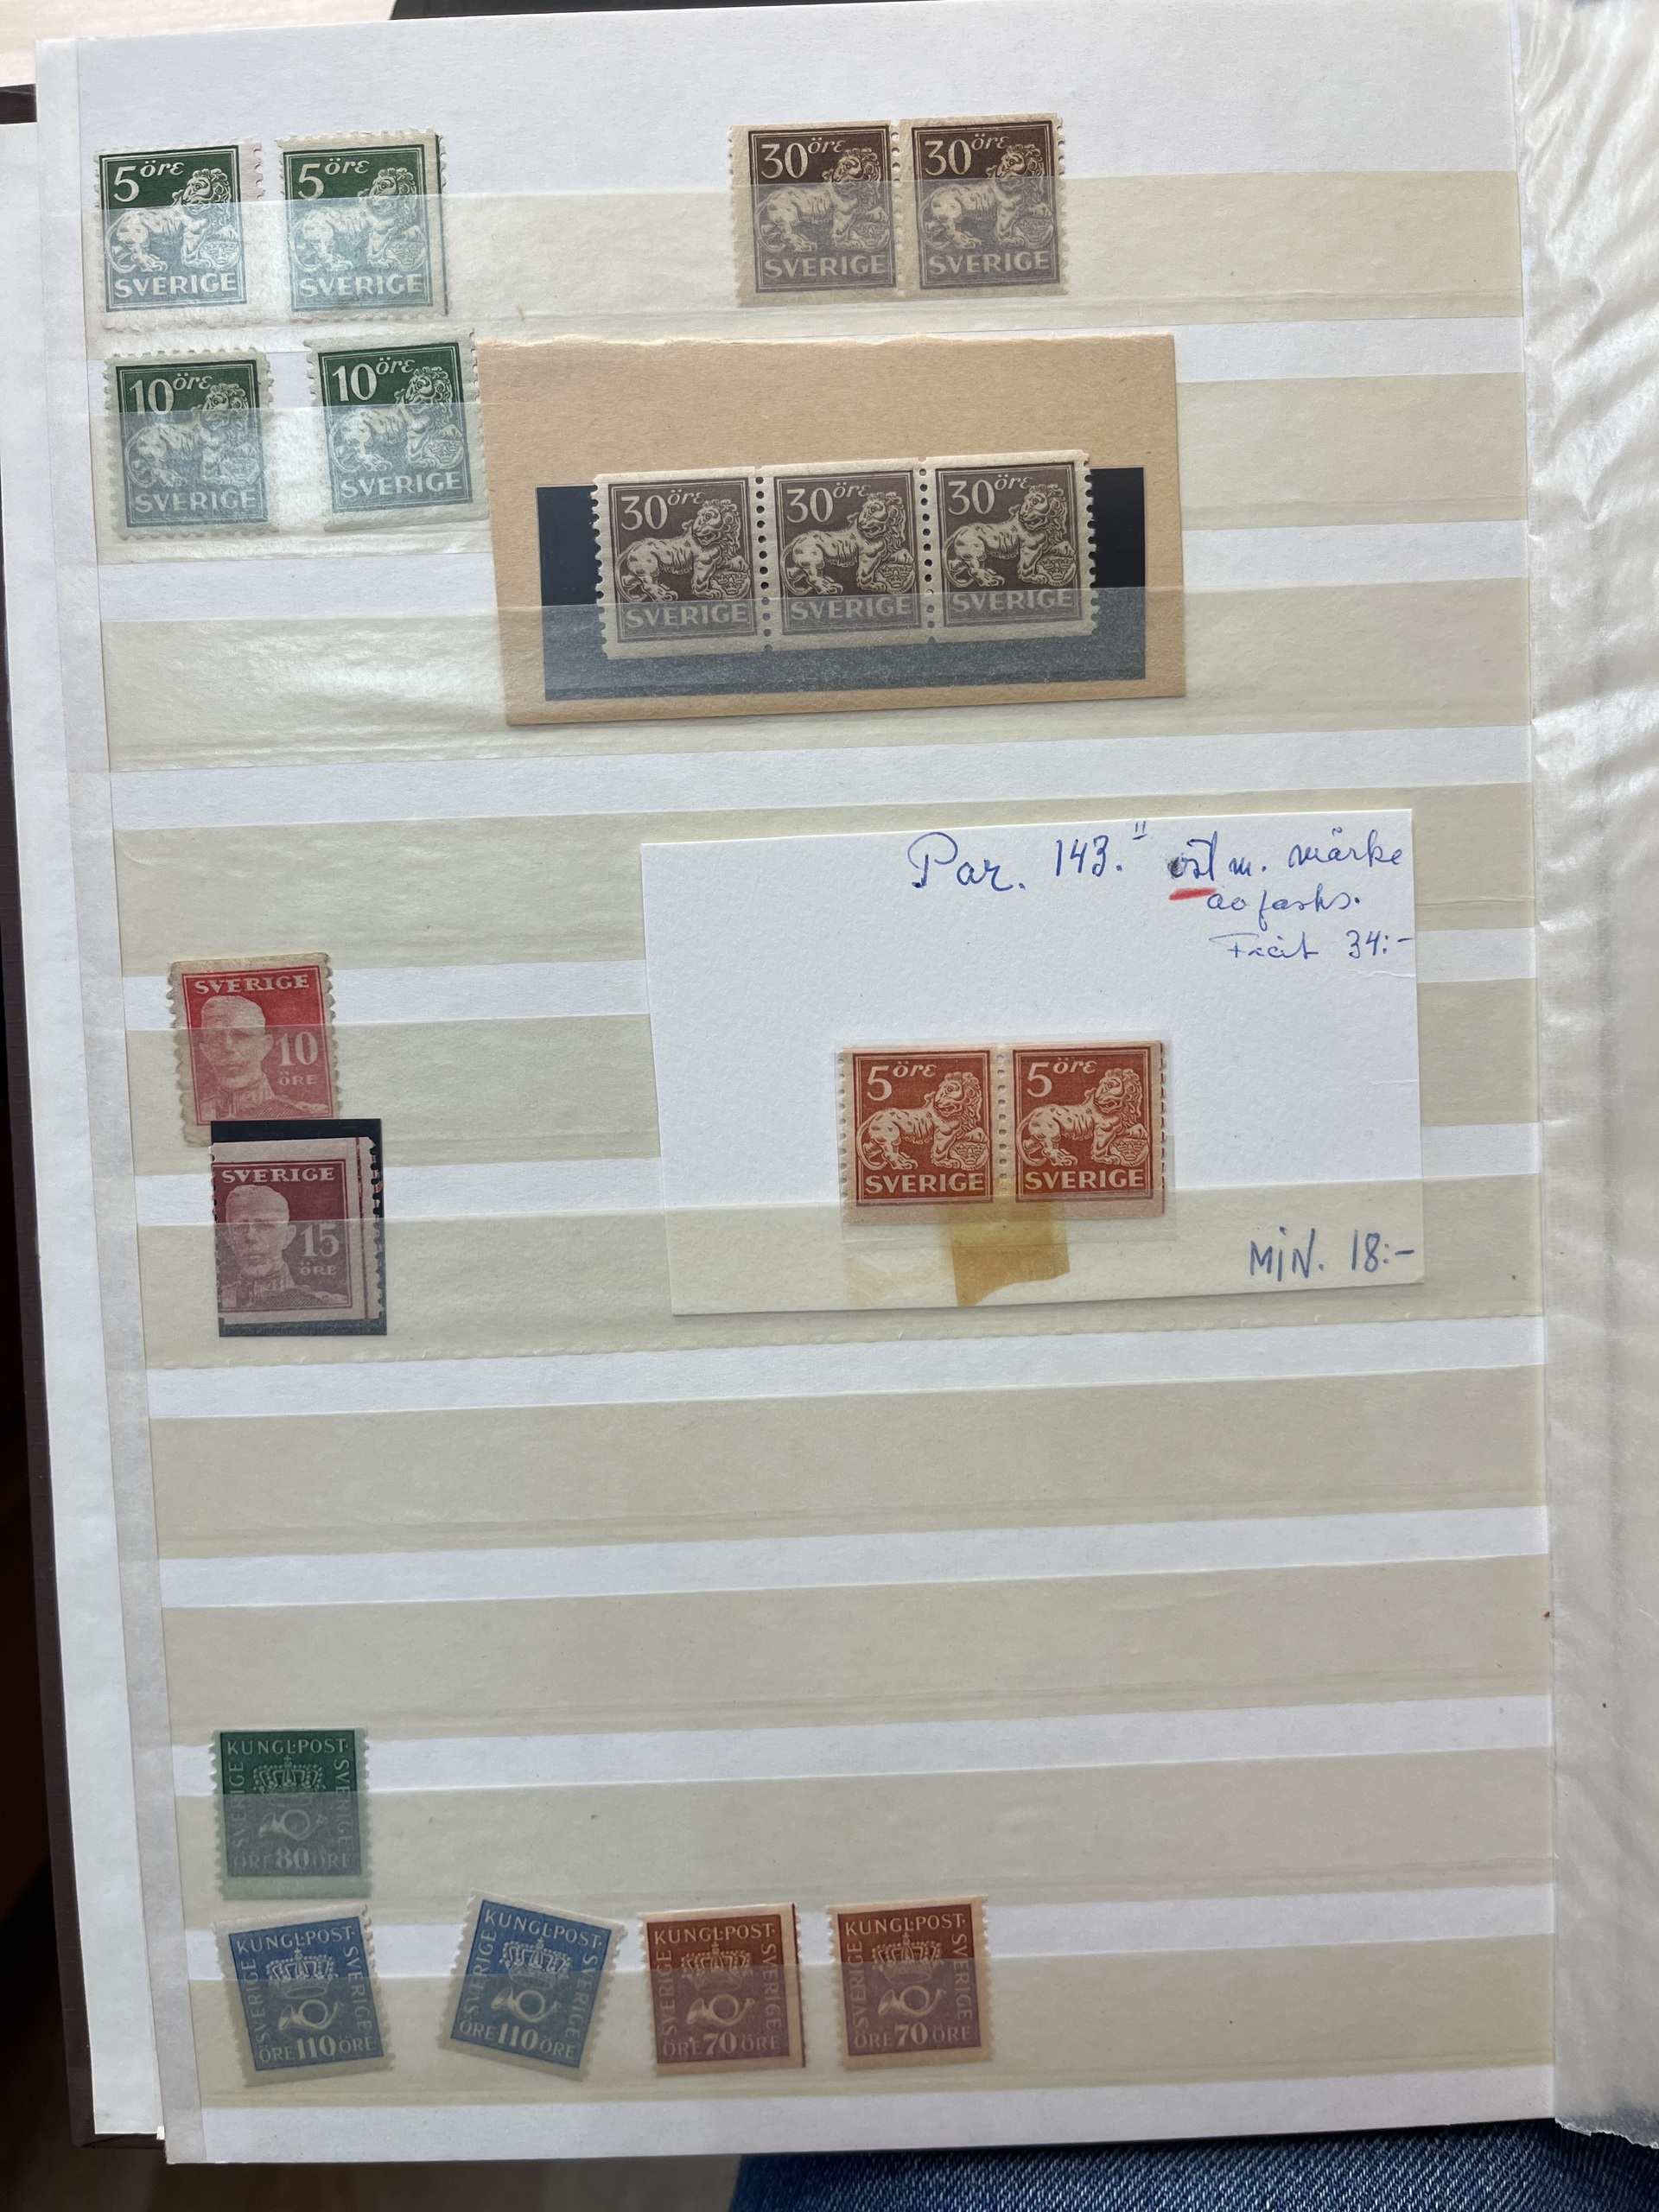 5 öre
SVERIGE
5 öre
SVERIGE
30 öre
SVERIGE
30 öre
SVERIGE
10 öre
SVERIGE
10 öre
SVERIGE
30 öre
SVERIGE
30 öre
SVERIGE
30 öre
SVERIGE
Par. 143." m. märke
34:-
SVERIGE
10
ÖRE
5 öre
SVERIGE
5 öre
SVERIGE
SVERIGE
15
ÖRE
MIN. 18:-
KUNGL·POST·
SVERIGE
SVERIGE
ÖRE 80 ÖRE
KUNGL·POST·
SVERIGE
SVERIGE
ÖRE 110 ÖRE
KUNGL·POST·
SVERIGE
SVERIGE
ÖRE 110 ÖRE
KUNGL·POST·
SVERIGE
SVERIGE
ÖRE 70 ÖRE
KUNGL·POST·
SVERIGE
SVERIGE
ÖRE 70 ÖRE